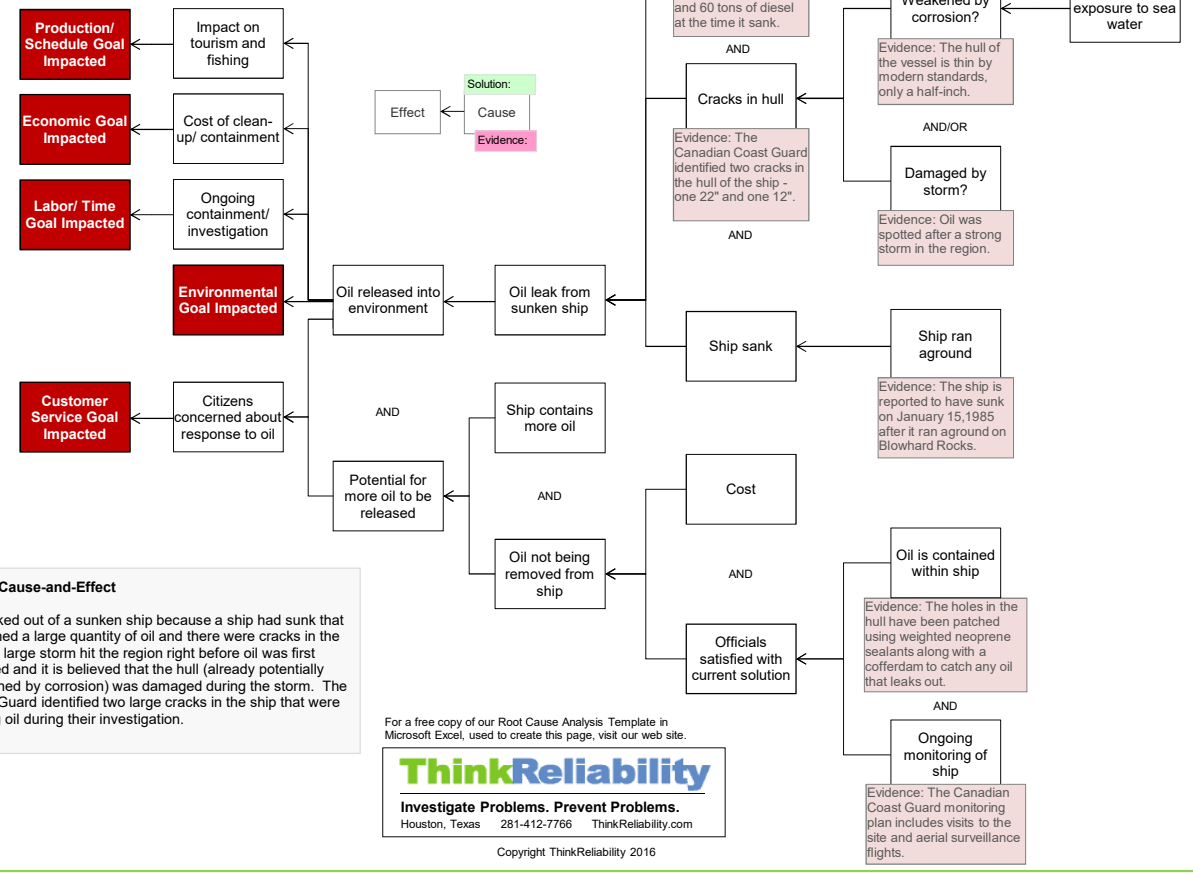 and 60 tons of diesel
at the time it sank.
AND
Weakened by
corrosion?
exposure to sea
water
Evidence: The hull of
the vessel is thin by
modern standards,
only a half-inch.
AND/OR
Production/
Schedule Goal
Impacted
Impact on
tourism and
fishing
Solution:
Effect
Cause
Evidence:
Cracks in hull
Evidence: The
Canadian Coast Guard
identified two cracks in
the hull of the ship -
one 22" and one 12".
AND
Economic Goal
Impacted
Cost of clean-
up/ containment
Damaged by
storm?
Evidence: Oil was
spotted after a strong
storm in the region.
Labor/ Time
Goal Impacted
Ongoing
containment/
investigation
Environmental
Goal Impacted
Oil released into
environment
Oil leak from
sunken ship
Ship sank
Ship ran
aground
Evidence: The ship is
reported to have sunk
on January 15,1985
after it ran aground on
Blowhard Rocks.
Customer
Service Goal
Impacted
Citizens
concerned about
response to oil
AND
Ship contains
more oil
Potential for
more oil to be
released
AND
Cost
Oil not being
removed from
ship
AND
Oil is contained
within ship
Evidence: The holes in the
hull have been patched
using weighted neoprene
sealants along with a
cofferdam to catch any oil
that leaks out.
Officials
satisfied with
current solution
AND
Ongoing
monitoring of
ship
Evidence: The Canadian
Coast Guard monitoring
plan includes visits to the
site and aerial surveillance
flights.
Cause-and-Effect
ked out of a sunken ship because a ship had sunk that
ned a large quantity of oil and there were cracks in the
large storm hit the region right before oil was first
ed and it is believed that the hull (already potentially
ned by corrosion) was damaged during the storm. The
Guard identified two large cracks in the ship that were
g oil during their investigation.
For a free copy of our Root Cause Analysis Template in
Microsoft Excel, used to create this page, visit our web site.
ThinkReliability
Investigate Problems. Prevent Problems.
Houston, Texas 281-412-7766 ThinkReliability.com
Copyright ThinkReliability 2016